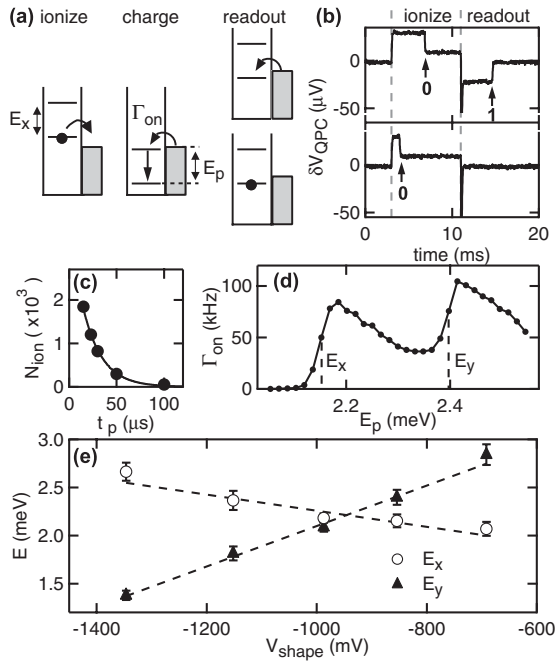 (a) ionize charge readout
E_x
Γ_on
E_p
(b) ionize readout
δV_QPC (μV)
0
-50
0
-50
0
1
0
0 10 20
time (ms)
(c)
N_ion (x10³)
2
1
0
0 50 100
t_p (μs)
(d)
Γ_on (kHz)
100
50
0
E_x
E_y
2.2 2.4
E_p (meV)
(e)
E (meV)
3.0
2.5
2.0
1.5
E_x
E_y
-1400 -1200 -1000 -800 -600
V_shape (mV)